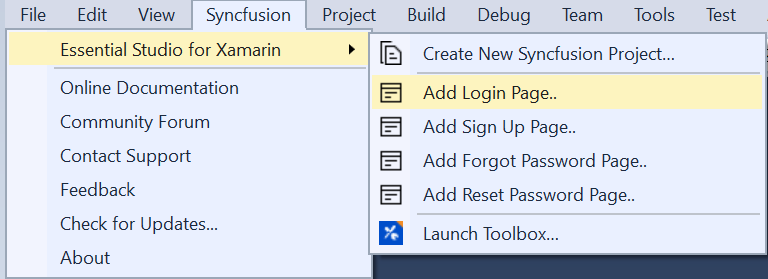 File Edit View Syncfusion Project Build Debug Team Tools Test
Essential Studio for Xamarin
Online Documentation
Community Forum
Contact Support
Feedback
Check for Updates...
About
Create New Syncfusion Project...
Add Login Page..
Add Sign Up Page..
Add Forgot Password Page..
Add Reset Password Page..
Launch Toolbox...